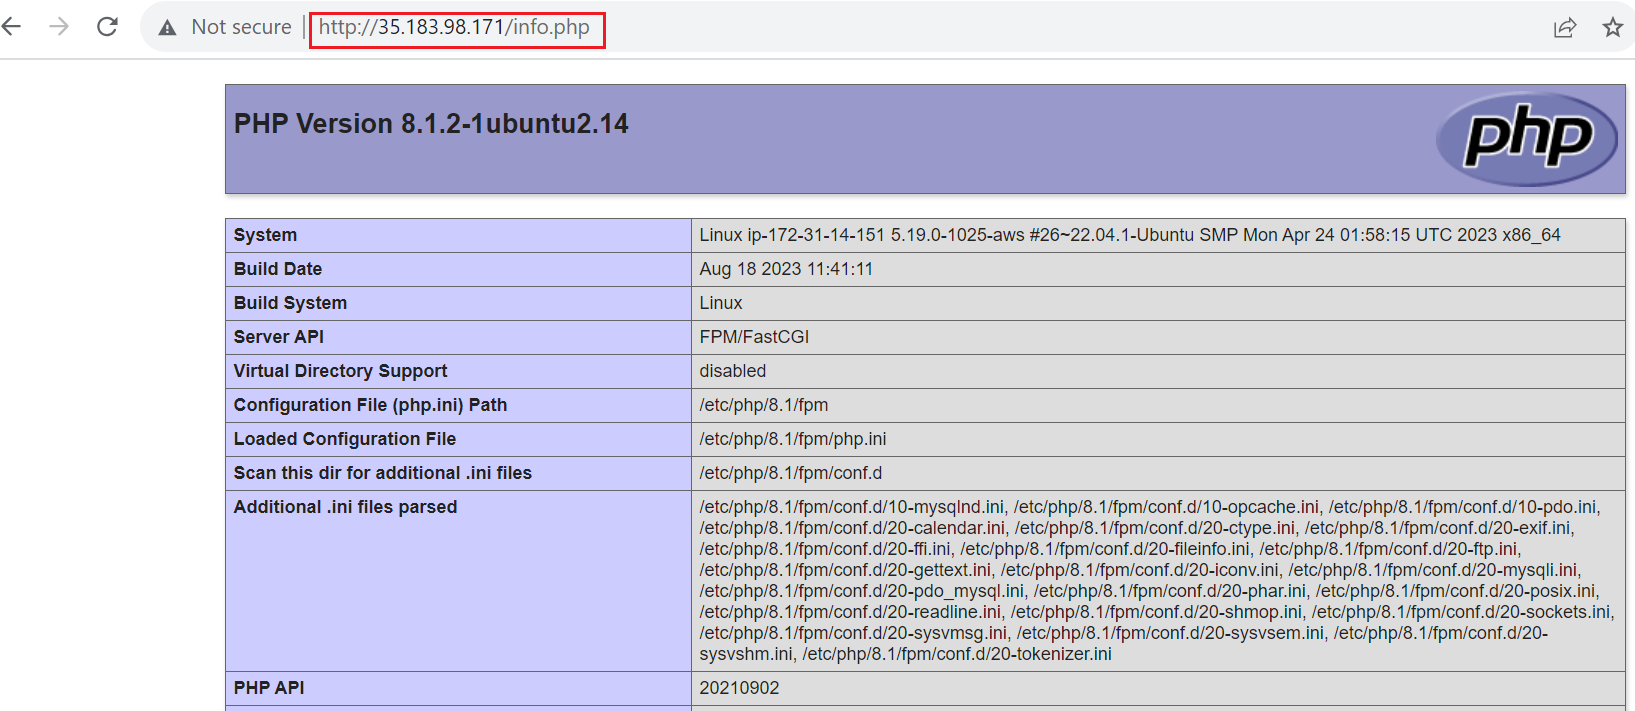 Not secure | http://35.183.98.171/info.php
PHP Version 8.1.2-1ubuntu2.14
php
System Linux ip-172-31-14-151 5.19.0-1025-aws #26~22.04.1-Ubuntu SMP Mon Apr 24 01:58:15 UTC 2023 x86_64
Build Date Aug 18 2023 11:41:11
Build System Linux
Server API FPM/FastCGI
Virtual Directory Support disabled
Configuration File (php.ini) Path /etc/php/8.1/fpm
Loaded Configuration File /etc/php/8.1/fpm/php.ini
Scan this dir for additional .ini files /etc/php/8.1/fpm/conf.d
Additional .ini files parsed /etc/php/8.1/fpm/conf.d/10-mysqlnd.ini, /etc/php/8.1/fpm/conf.d/10-opcache.ini, /etc/php/8.1/fpm/conf.d/10-pdo.ini,
/etc/php/8.1/fpm/conf.d/20-calendar.ini, /etc/php/8.1/fpm/conf.d/20-ctype.ini, /etc/php/8.1/fpm/conf.d/20-exif.ini,
/etc/php/8.1/fpm/conf.d/20-ffi.ini, /etc/php/8.1/fpm/conf.d/20-fileinfo.ini, /etc/php/8.1/fpm/conf.d/20-ftp.ini,
/etc/php/8.1/fpm/conf.d/20-gettext.ini, /etc/php/8.1/fpm/conf.d/20-iconv.ini, /etc/php/8.1/fpm/conf.d/20-mysqli.ini,
/etc/php/8.1/fpm/conf.d/20-pdo_mysql.ini, /etc/php/8.1/fpm/conf.d/20-phar.ini, /etc/php/8.1/fpm/conf.d/20-posix.ini,
/etc/php/8.1/fpm/conf.d/20-readline.ini, /etc/php/8.1/fpm/conf.d/20-shmop.ini, /etc/php/8.1/fpm/conf.d/20-sockets.ini,
/etc/php/8.1/fpm/conf.d/20-sysvmsg.ini, /etc/php/8.1/fpm/conf.d/20-sysvsem.ini, /etc/php/8.1/fpm/conf.d/20-
sysvshm.ini, /etc/php/8.1/fpm/conf.d/20-tokenizer.ini
PHP API 20210902